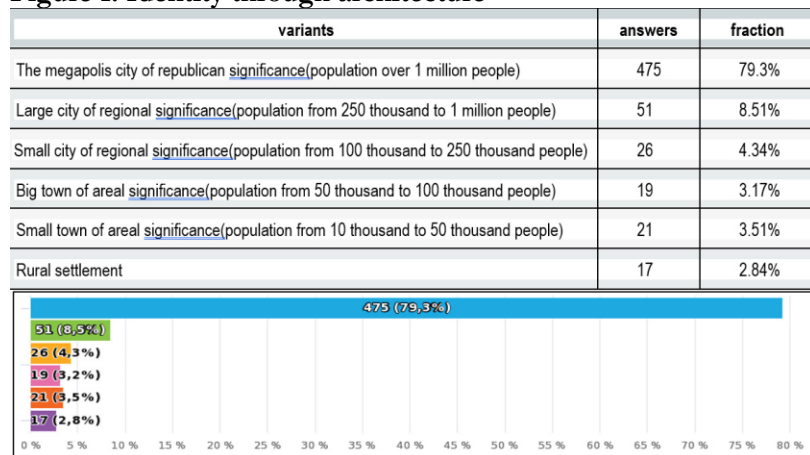 variants answers fraction
The megapolis city of republican significance(population over 1 million people) 475 79.3%
Large city of regional significance(population from 250 thousand to 1 million people) 51 8.51%
Small city of regional significance(population from 100 thousand to 250 thousand people) 26 4.34%
Big town of areal significance(population from 50 thousand to 100 thousand people) 19 3.17%
Small town of areal significance(population from 10 thousand to 50 thousand people) 21 3.51%
Rural settlement 17 2.84%
475 (79,3%)
51 (8,5%)
26 (4,3%)
19 (3,2%)
21 (3,5%)
17 (2,8%)
0 % 5 % 10 % 15 % 20 % 25 % 30 % 35 % 40 % 45 % 50 % 55 % 60 % 65 % 70 % 75 % 80 %